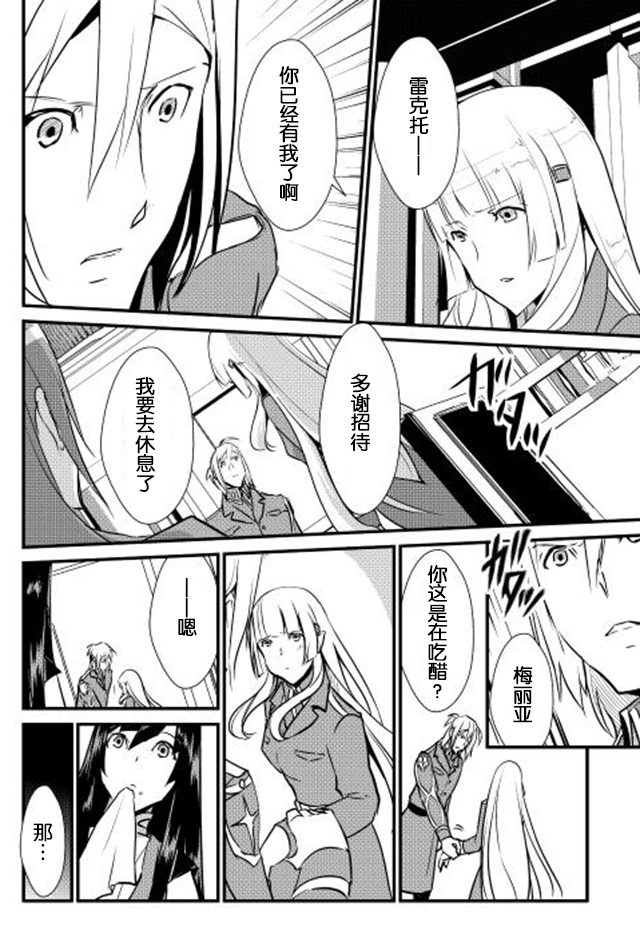 雷克托——
你已经有我了啊
多谢招待
我要去休息了
ガタッ
ガタッ
梅丽亚
你这是在吃醋？
——嗯
那…